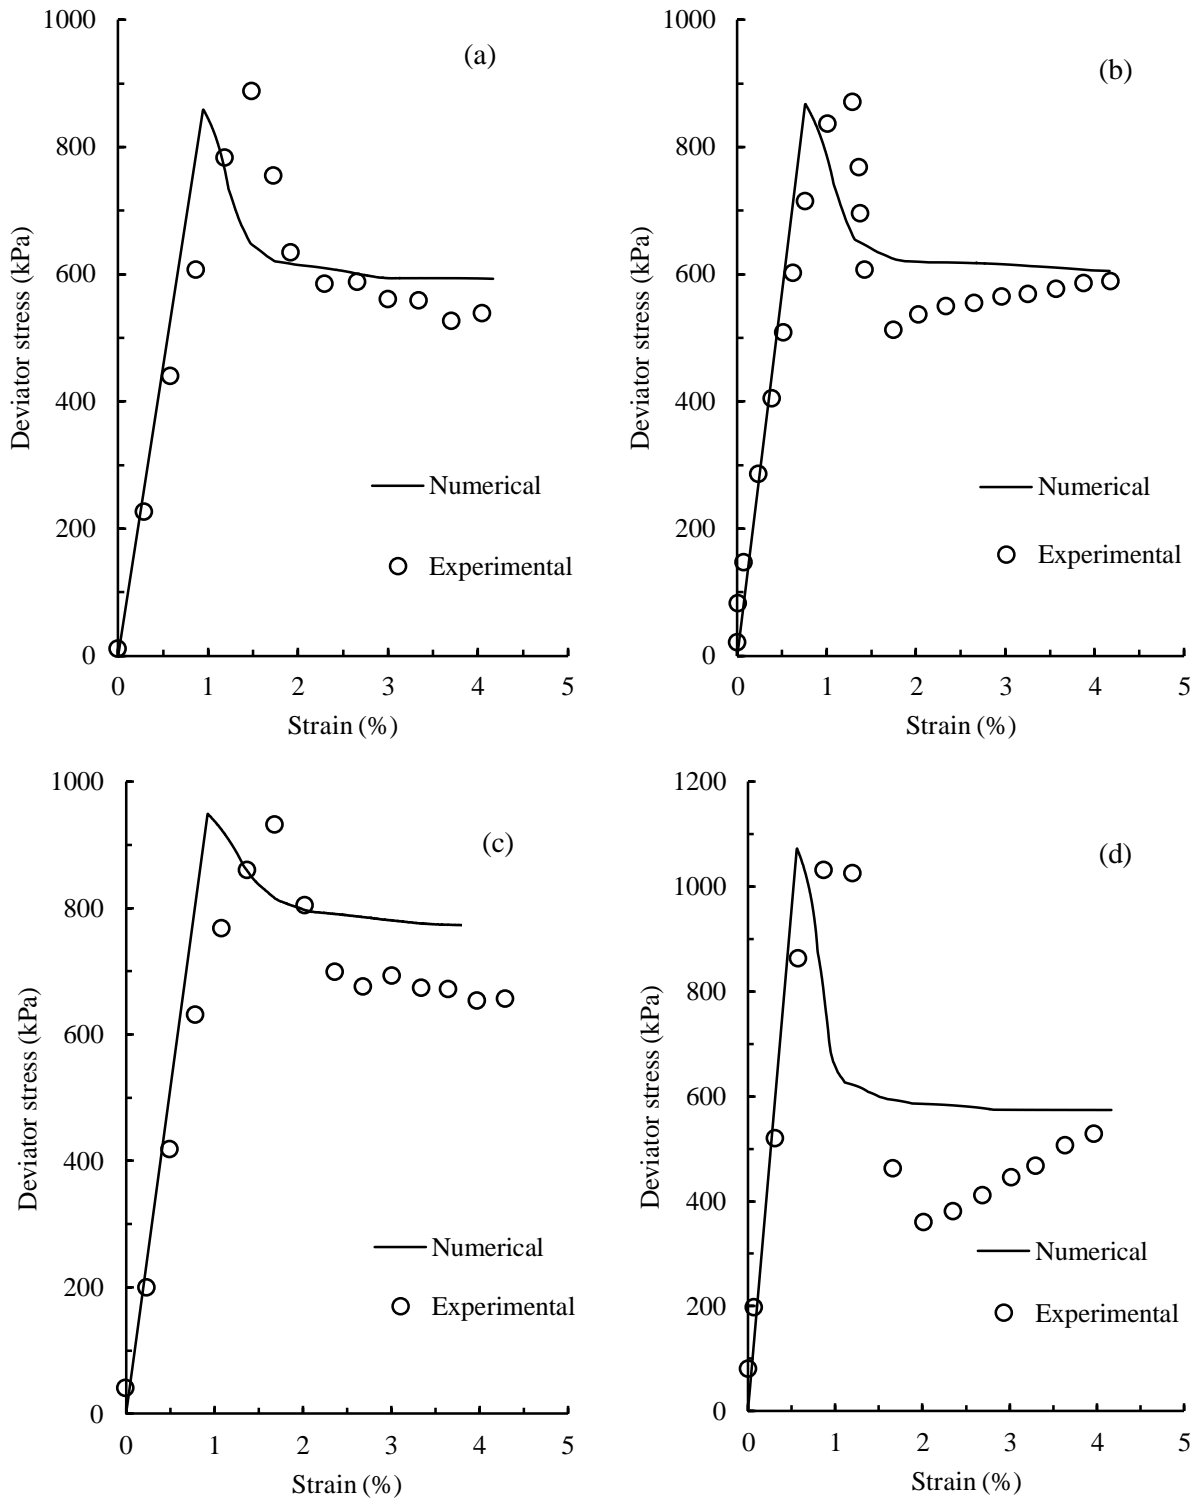 1000
800
600
400
200
0
0 1 2 3 4 5
Deviator stress (kPa)
Strain (%)
(a)
Numerical
Experimental
1000
800
600
400
200
0
0 1 2 3 4 5
Deviator stress (kPa)
Strain (%)
(b)
Numerical
Experimental
1000
800
600
400
200
0
0 1 2 3 4 5
Deviator stress (kPa)
Strain (%)
(c)
Numerical
Experimental
1200
1000
800
600
400
200
0
0 1 2 3 4 5
Deviator stress (kPa)
Strain (%)
(d)
Numerical
Experimental